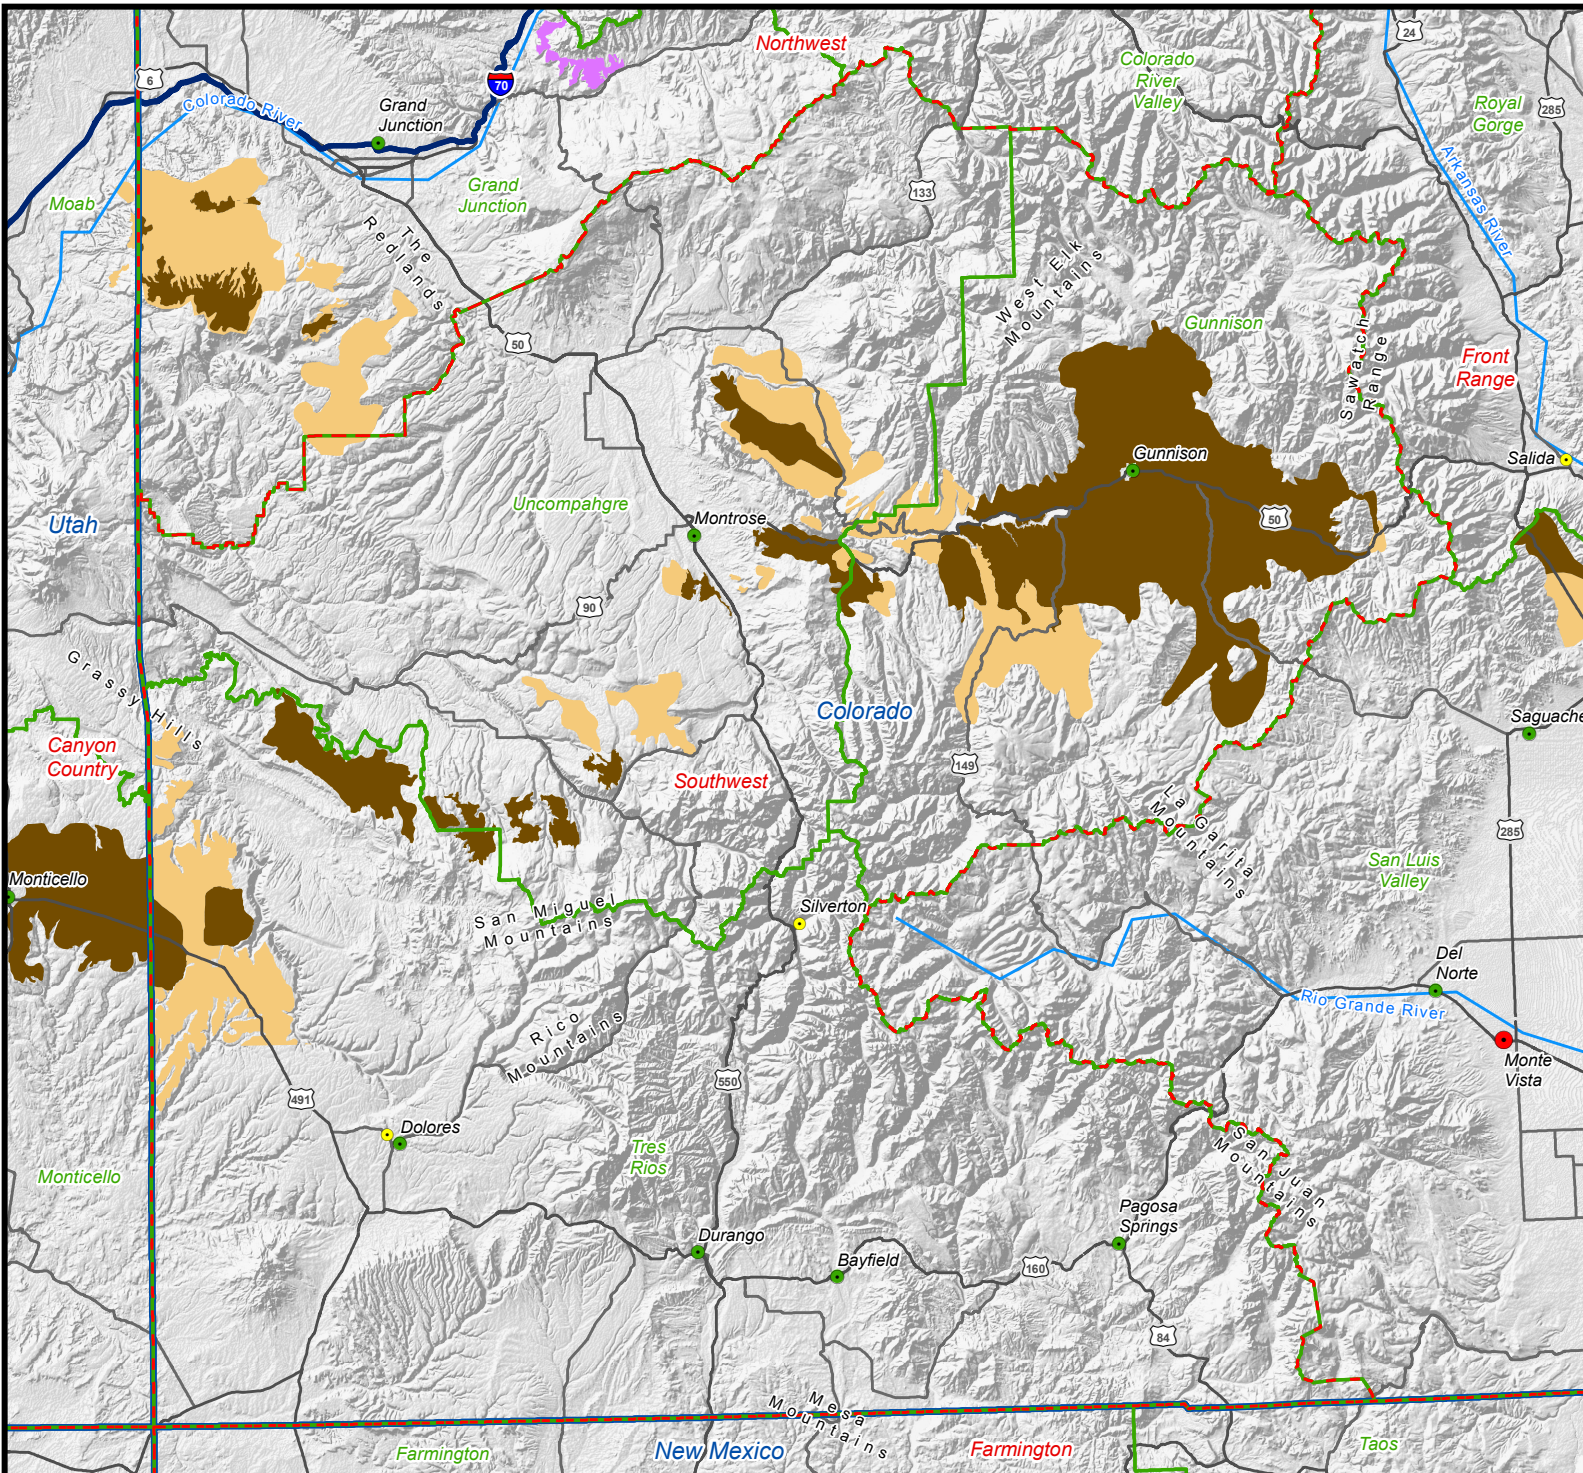 Northwest
24
6
70
Colorado
River
Valley
Royal
Gorge
285
Colorado River
Grand
Junction
Arkansas River
Moab
Grand
Junction
133
The
Redlands
West Elk
Mountains
50
Gunnison
Sawatch
Range
Front
Range
Gunnison
Salida
Uncompahgre
Utah
Montrose
50
90
Grassy Hills
Colorado
Saguache
Canyon
Country
Southwest
149
La Garita
Mountains
285
San Luis
Valley
Monticello
San Miguel
Mountains
Silverton
Del
Norte
Rio Grande River
Rico
Mountains
Monte
Vista
550
491
Dolores
Tres
Rios
San Juan
Mountains
Monticello
Pagosa
Springs
Durango
Bayfield
160
84
Mesa
Mountains
Farmington
New Mexico
Farmington
Taos